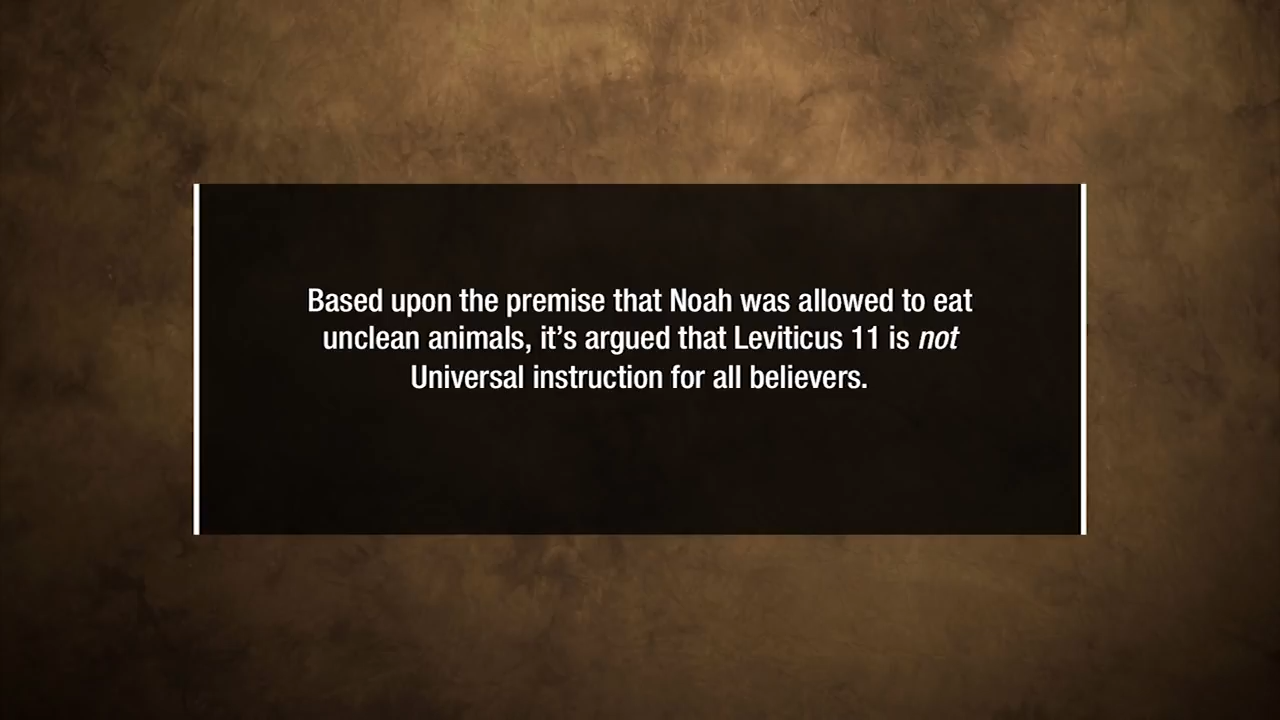 Based upon the premise that Noah was allowed to eat
unclean animals, it’s argued that Leviticus 11 is not
Universal instruction for all believers.